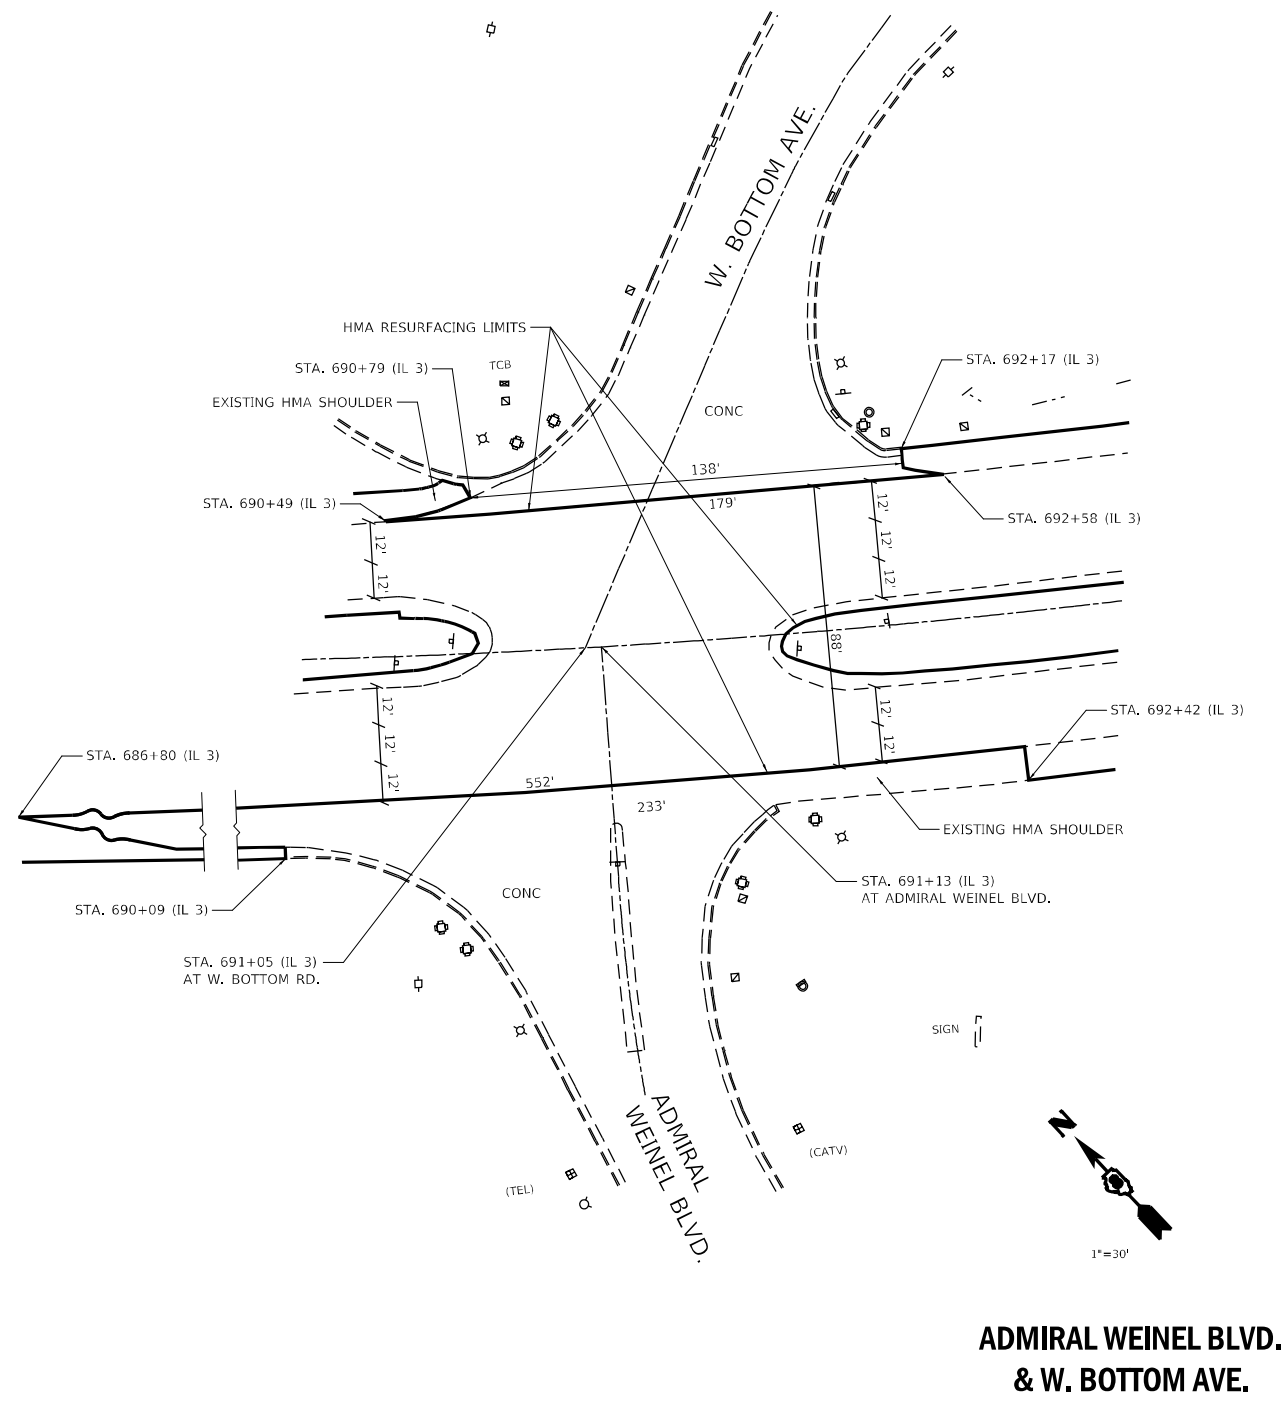 W. BOTTOM AVE.
HMA RESURFACING LIMITS
STA. 690+79 (IL 3)
TCB
STA. 692+17 (IL 3)
EXISTING HMA SHOULDER
CONC
138'
STA. 690+49 (IL 3)
179'
STA. 692+58 (IL 3)
12'
12'
12'
12'
12'
88'
12'
12'
12'
12'
12'
STA. 692+42 (IL 3)
STA. 686+80 (IL 3)
552'
233'
EXISTING HMA SHOULDER
STA. 691+13 (IL 3)
AT ADMIRAL WEINEL BLVD.
CONC
STA. 690+09 (IL 3)
STA. 691+05 (IL 3)
AT W. BOTTOM RD.
SIGN
ADMIRAL
WEINEL BLVD.
(CATV)
(TEL)
N
1"=30'
ADMIRAL WEINEL BLVD.
& W. BOTTOM AVE.